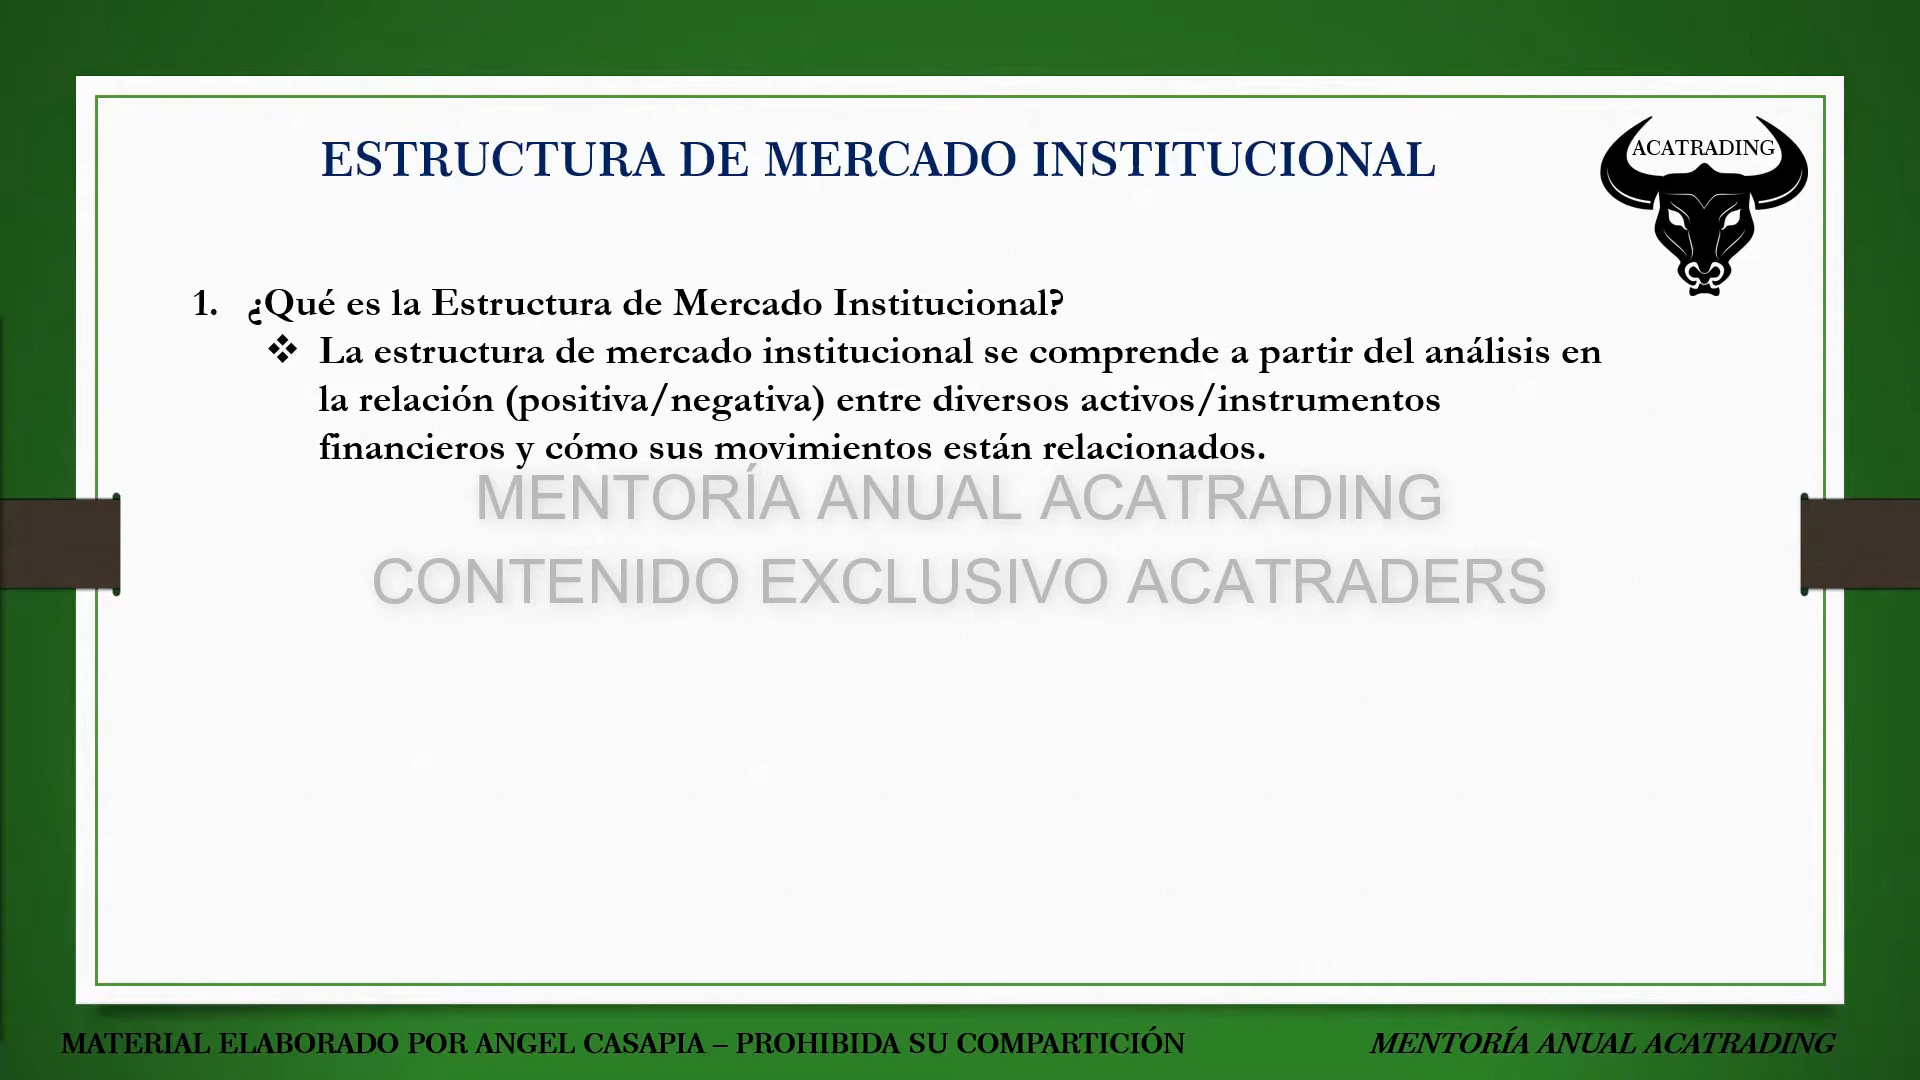 ESTRUCTURA DE MERCADO INSTITUCIONAL
ACATRADING
1. ¿Qué es la Estructura de Mercado Institucional?
❖ La estructura de mercado institucional se comprende a partir del análisis en
la relación (positiva/negativa) entre diversos activos/instrumentos
financieros y cómo sus movimientos están relacionados.
MENTORÍA ANUAL ACATRADING
CONTENIDO EXCLUSIVO ACATRADERS
MATERIAL ELABORADO POR ANGEL CASAPIA – PROHIBIDA SU COMPARTICIÓN
MENTORÍA ANUAL ACATRADING